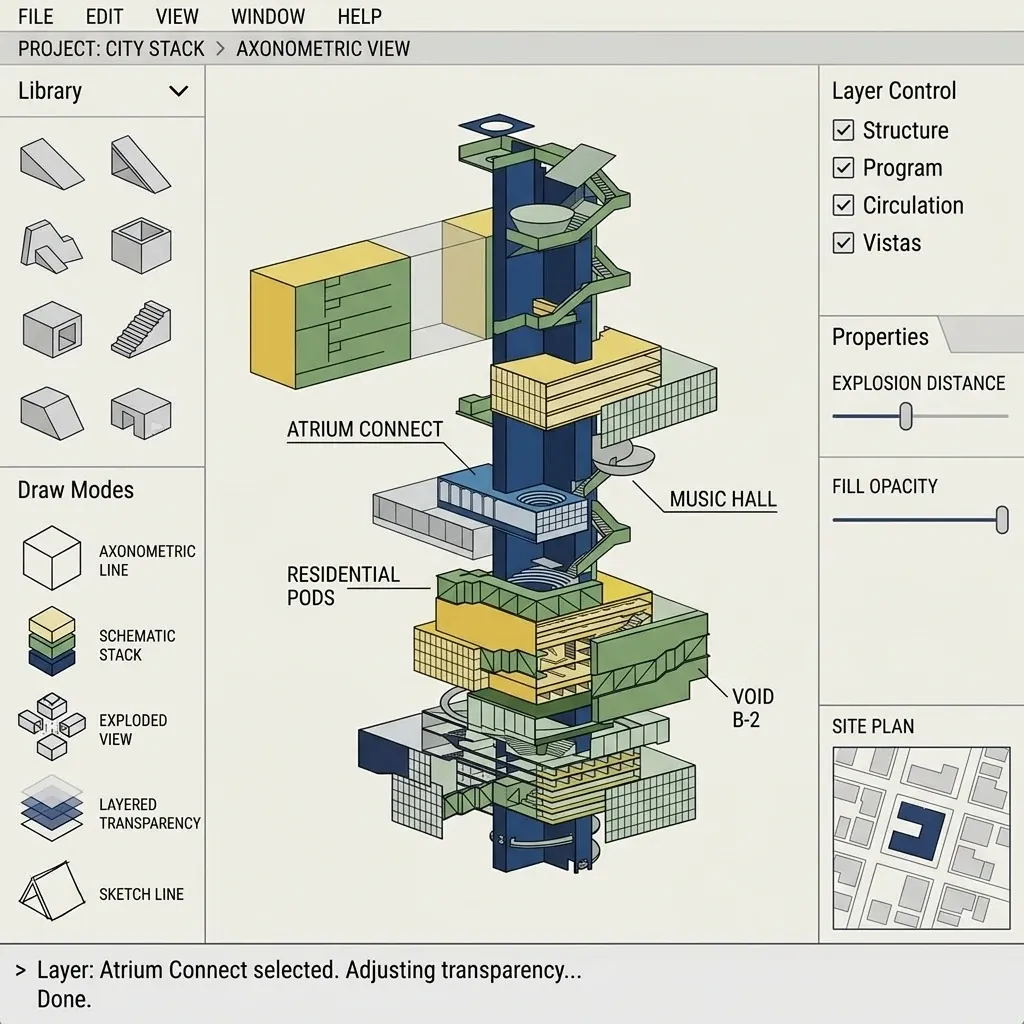 FILE EDIT VIEW WINDOW HELP
PROJECT: CITY STACK > AXONOMETRIC VIEW
Library
Draw Modes
AXONOMETRIC
LINE
SCHEMATIC
STACK
EXPLODED
VIEW
LAYERED
TRANSPARENCY
SKETCH LINE
ATRIUM CONNECT
MUSIC HALL
RESIDENTIAL
PODS
VOID
B-2
Layer Control
Structure
Program
Circulation
Vistas
Properties
EXPLOSION DISTANCE
FILL OPACITY
SITE PLAN
> Layer: Atrium Connect selected. Adjusting transparency...
Done.